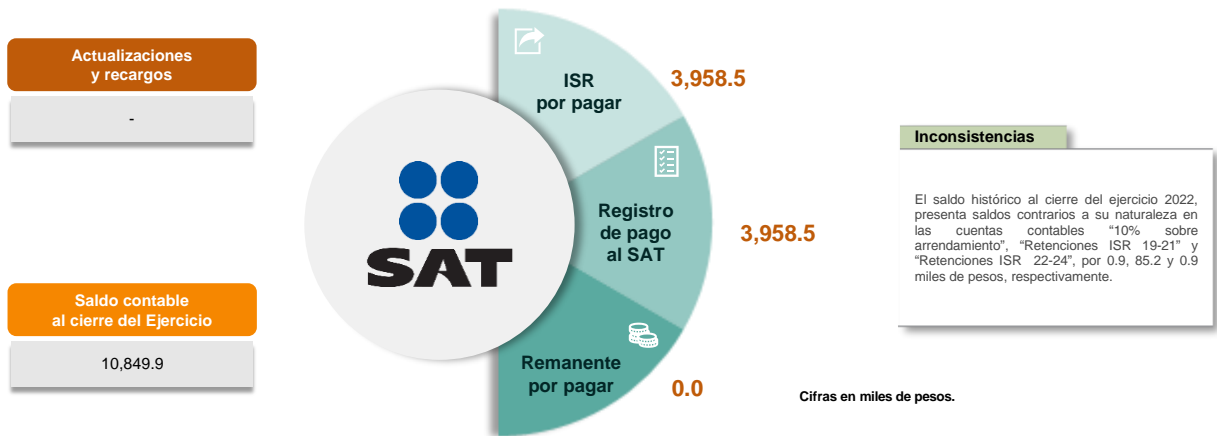 Actualizaciones
y recargos
-
Saldo contable
al cierre del Ejercicio
10,849.9
SAT
ISR
por pagar
3,958.5
Registro
de pago
al SAT
3,958.5
Remanente
por pagar
0.0
Inconsistencias
El saldo histórico al cierre del ejercicio 2022,
presenta saldos contrarios a su naturaleza en
las cuentas contables “10% sobre
arrendamiento”, “Retenciones ISR 19-21” y
“Retenciones ISR 22-24”, por 0.9, 85.2 y 0.9
miles de pesos, respectivamente.
Cifras en miles de pesos.